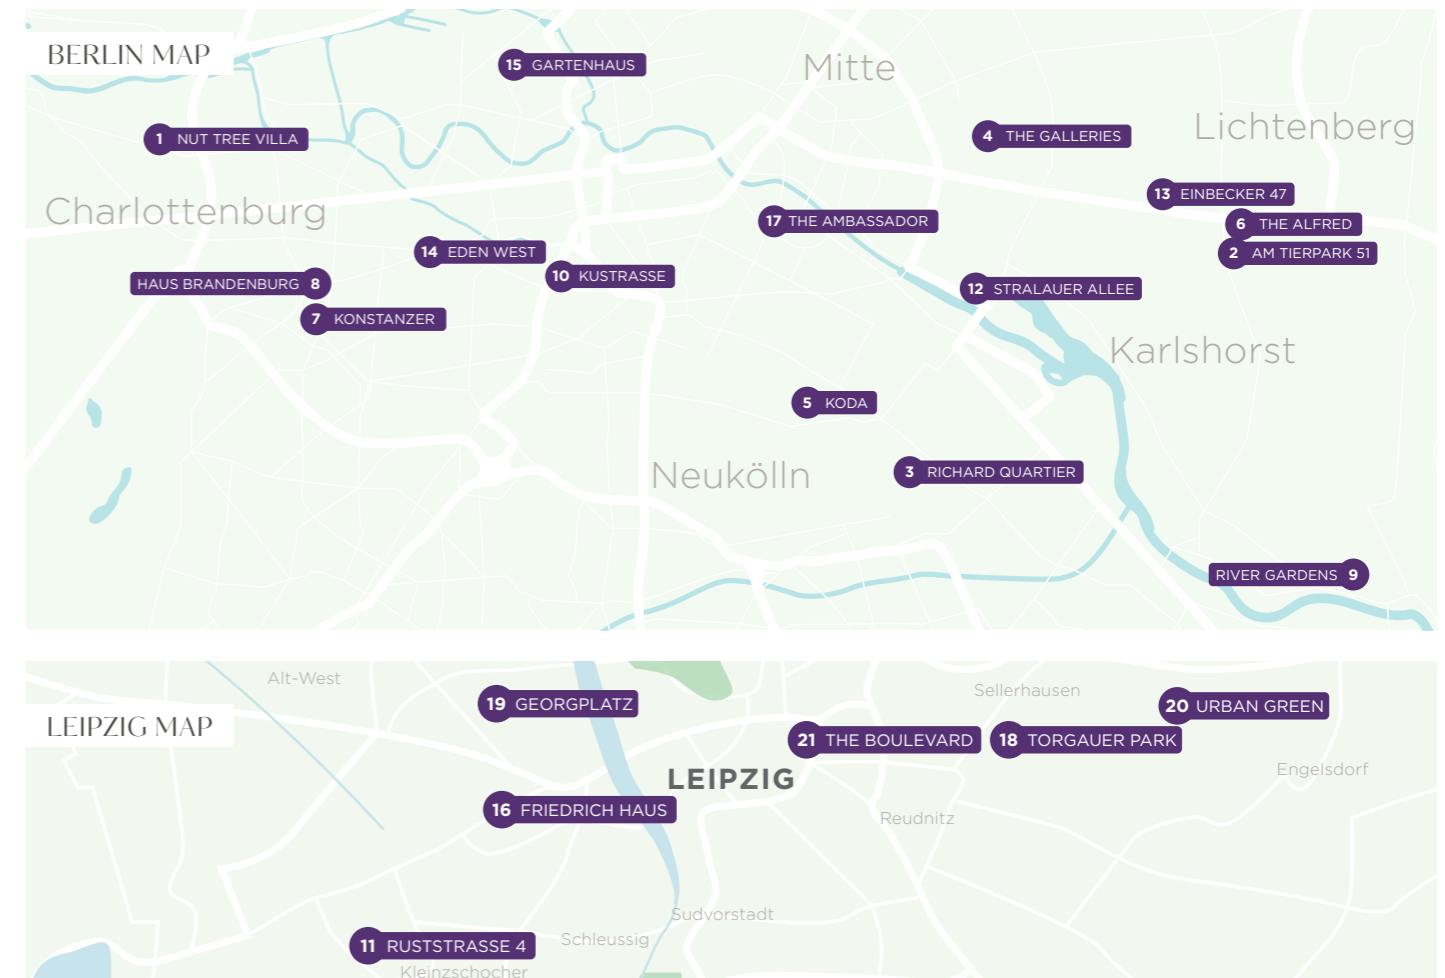 BERLIN MAP
15 GARTENHAUS
Mitte
1 NUT TREE VILLA
4 THE GALLERIES
Lichtenberg
Charlottenburg
13 EINBECKER 47
17 THE AMBASSADOR
6 THE ALFRED
14 EDEN WEST
2 AM TIERPARK 51
10 KUSTRASSE
HAUS BRANDENBURG 8
12 STRALAUER ALLEE
7 KONSTANZER
Karlshorst
5 KODA
Neukölln
3 RICHARD QUARTIER
RIVER GARDENS 9
Alt-West
Sellerhausen
19 GEORGPLATZ
20 URBAN GREEN
LEIPZIG MAP
21 THE BOULEVARD
18 TORGAUER PARK
LEIPZIG
Engelsdorf
16 FRIEDRICH HAUS
Reudnitz
Sudvorstadt
11 RUSTSTRASSE 4
Schleussig
Kleinzschocher